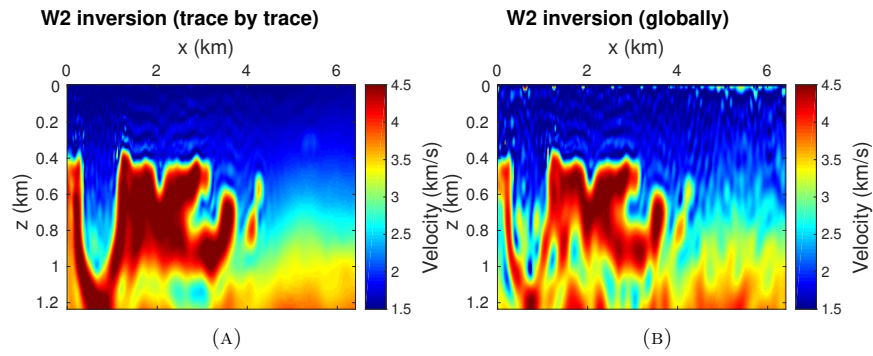 W2 inversion (trace by trace)
x (km)
0 2 4 6
0
0.2
0.4
0.6
0.8
1
1.2
z (km)
4.5
4
3.5
3
2.5
2
1.5
Velocity (km/s)
(A)
W2 inversion (globally)
x (km)
0 2 4 6
0
0.2
0.4
0.6
0.8
1
1.2
z (km)
4.5
4
3.5
3
2.5
2
1.5
Velocity (km/s)
(B)